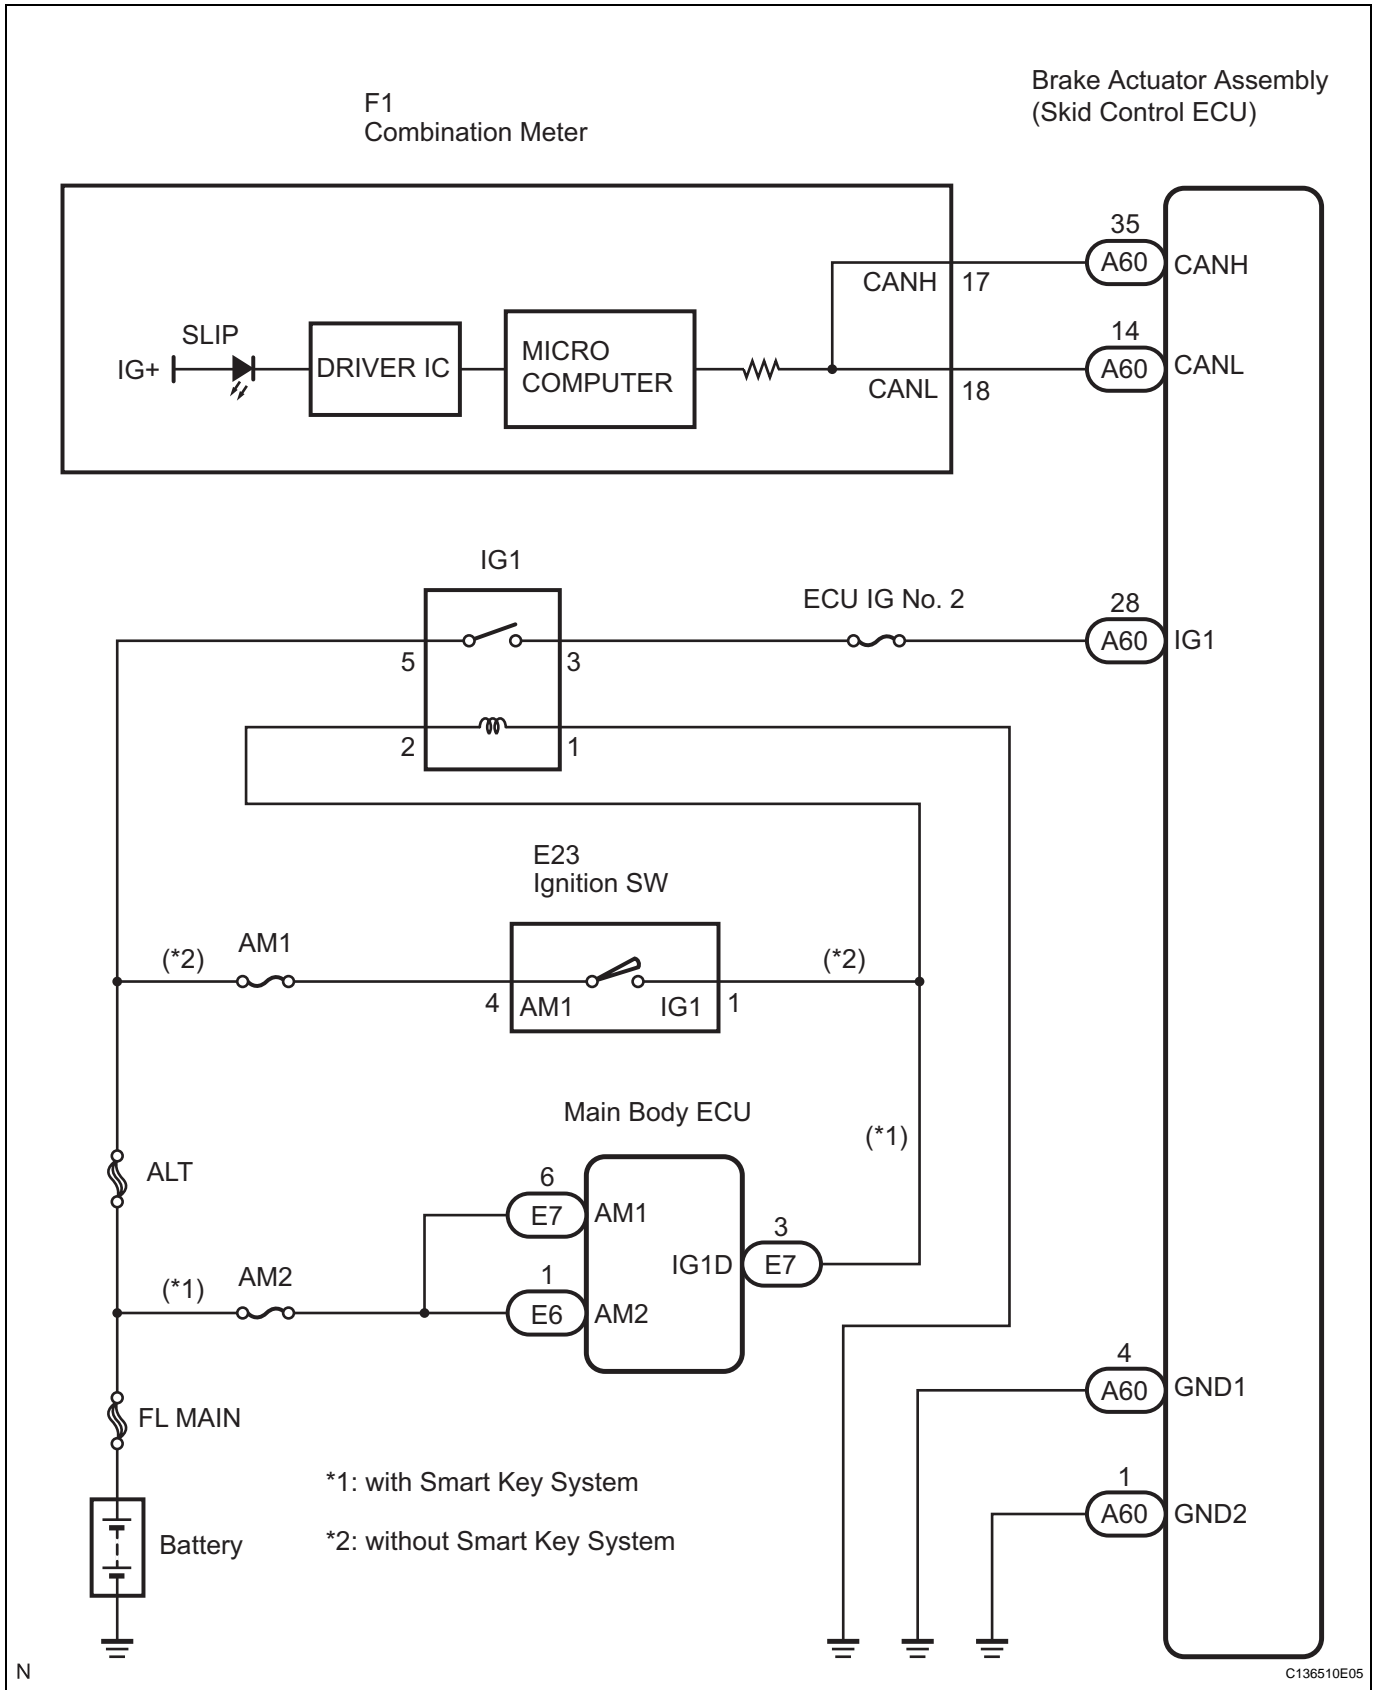 Brake Actuator Assembly
(Skid Control ECU)
F1
Combination Meter
35
A60
CANH
CANH
17
14
A60
CANL
CANL
18
SLIP
IG+
DRIVER IC
MICRO
COMPUTER
IG1
ECU IG No. 2
28
A60
IG1
5
3
2
1
E23
Ignition SW
(*2)
AM1
(*2)
4
AM1
IG1
1
Main Body ECU
(*1)
ALT
6
E7
AM1
3
IG1D
E7
(*1)
AM2
1
E6
AM2
4
A60
GND1
FL MAIN
*1: with Smart Key System
1
A60
GND2
Battery
*2: without Smart Key System
N
C136510E05